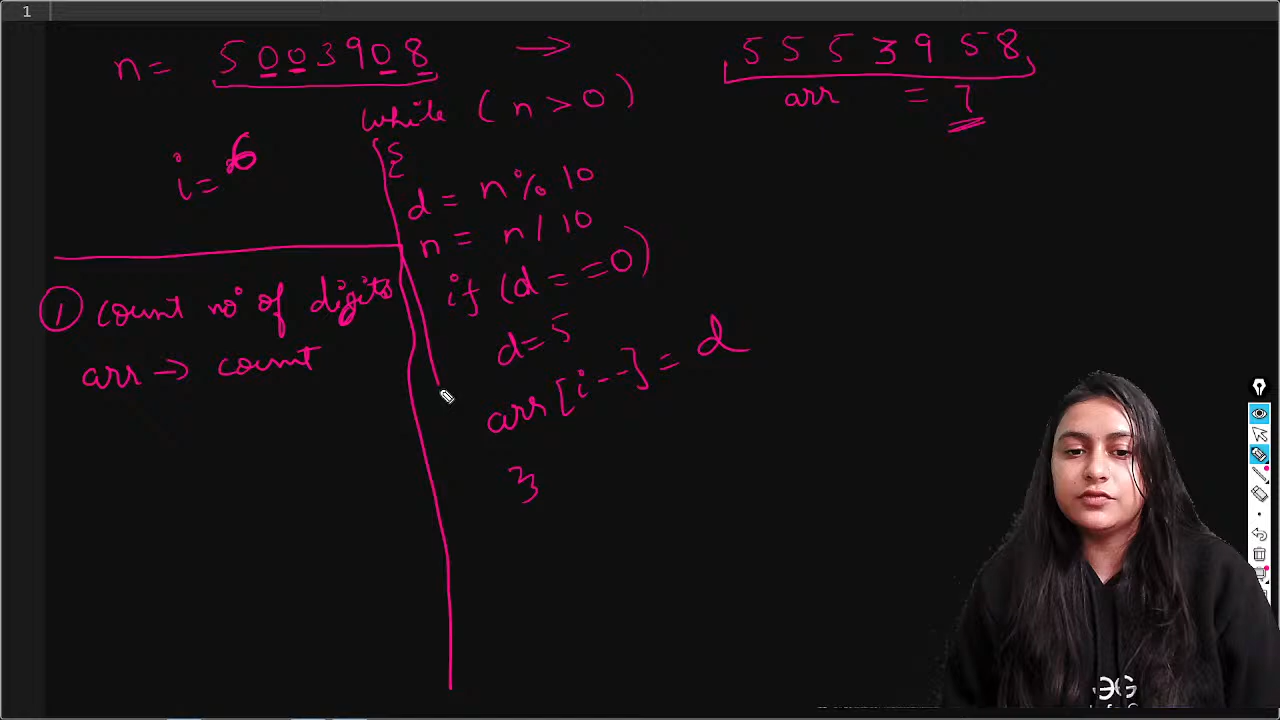 1
n = 5003908 → 5553958
arr = 7
while (n > 0)
i = 6
{
d = n % 10
n = n / 10
if (d == 0)
d = 5
arr[i--] = d
}
① count no of digits
arr → count